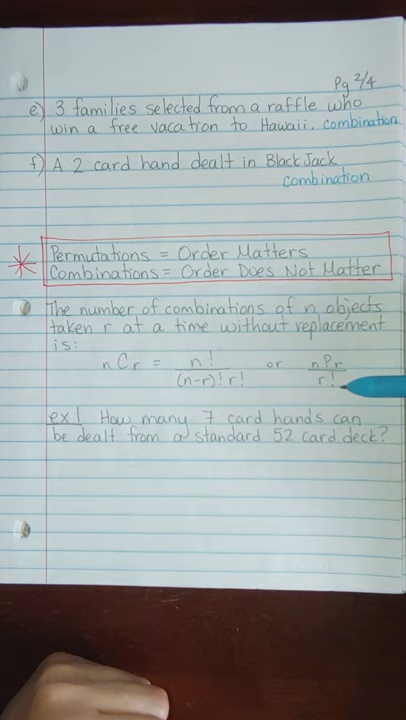 Pg 2/4
e) 3 families selected from a raffle who
win a free vacation to Hawaii. combination
f) A 2 card hand dealt in Black Jack
combination
* Permutations = Order Matters
Combinations = Order Does Not Matter
The number of combinations of n objects
taken r at a time without replacement
is:
nCr = n! / (n-r)! r! or nPr / r!
ex/ How many 7 card hands can
be dealt from a standard 52 card deck?